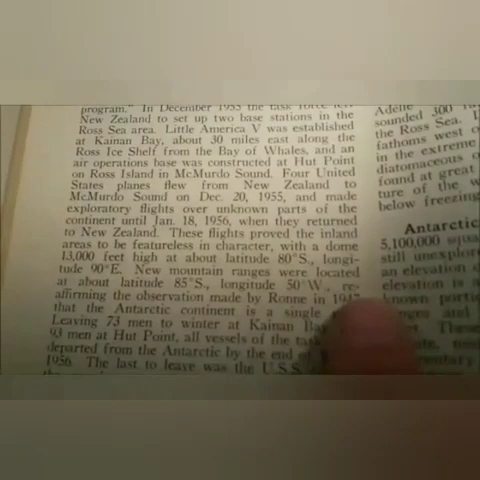 program." In December 1955 the task force left
New Zealand to set up two base stations in the
Ross Sea area. Little America V was established
at Kainan Bay, about 30 miles east along the
Ross Ice Shelf from the Bay of Whales, and an
air operations base was constructed at Hut Point
on Ross Island in McMurdo Sound. Four United
States planes flew from New Zealand to
McMurdo Sound on Dec. 20, 1955, and made
exploratory flights over unknown parts of the
continent until Jan. 18, 1956, when they returned
to New Zealand. These flights proved the inland
areas to be featureless in character, with a dome
13,000 feet high at about latitude 80°S., longi-
tude 90°E. New mountain ranges were located
at about latitude 85°S., longitude 50°W., re-
affirming the observation made by Ronne in 1947
that the Antarctic continent is a single
Leaving 73 men to winter at Kainan Bay
93 men at Hut Point, all vessels of the task
departed from the Antarctic by the end of
1956. The last to leave was the U.S.S.
Adelie
sounded 300
the Ross Sea.
fathoms west o
in the extreme
diatomaceous o
found at great
ture of the w
below freezing
Antarctic
5,100,000 squa
still unexplor
an elevation
elevation is
known portio
and
These